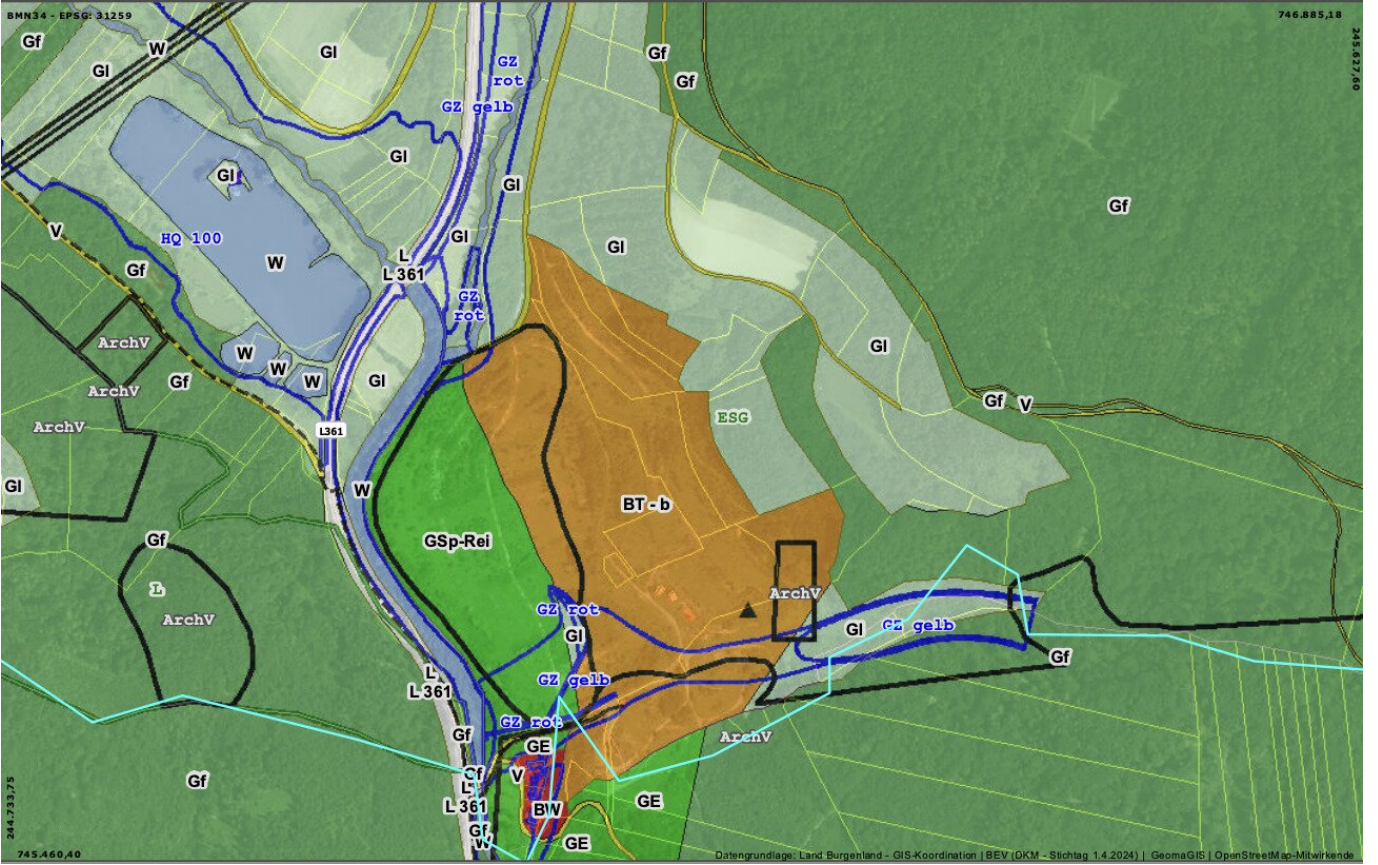 BMN34 - EPSG: 31259
746.885,18
245.627,60
Gf
Gl
W
Gl
GZ
rot
GZ gelb
Gf
Gf
Gl
Gl
Gl
Gf
V
HQ 100
Gf
W
L
L 361
Gl
Gl
GZ
rot
ArchV
W
W
W
Gl
Gf
ArchV
ArchV
L361
Gl
Gf
V
ESG
Gl
W
BT - b
GSp-Rei
Gf
L
ArchV
GZ rot
Gl
ArchV
Gl
GZ gelb
Gf
GZ gelb
L
L 361
GZ rot
Gf
GE
ArchV
Gf
Gf
V
L
L 361
BW
GE
Gf
W
GE
244.733,75
745.460,40
Datengrundlage: Land Burgenland - GIS-Koordination | BEV (DKM - Stichtag 1.4.2024) | GeomaGIS | OpenStreetMap-Mitwirkende